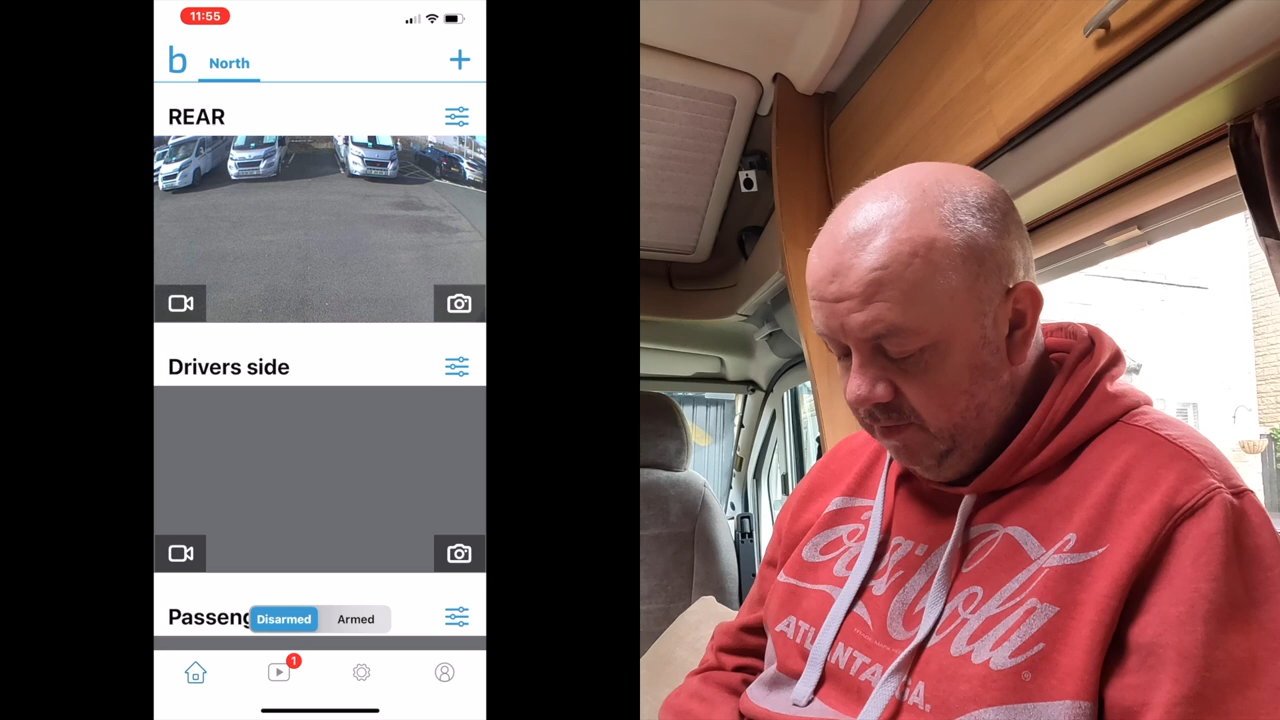 11:55
b North
REAR
Drivers side
Passeng
Disarmed Armed
1
Coca-Cola
ATLANTA, GA.